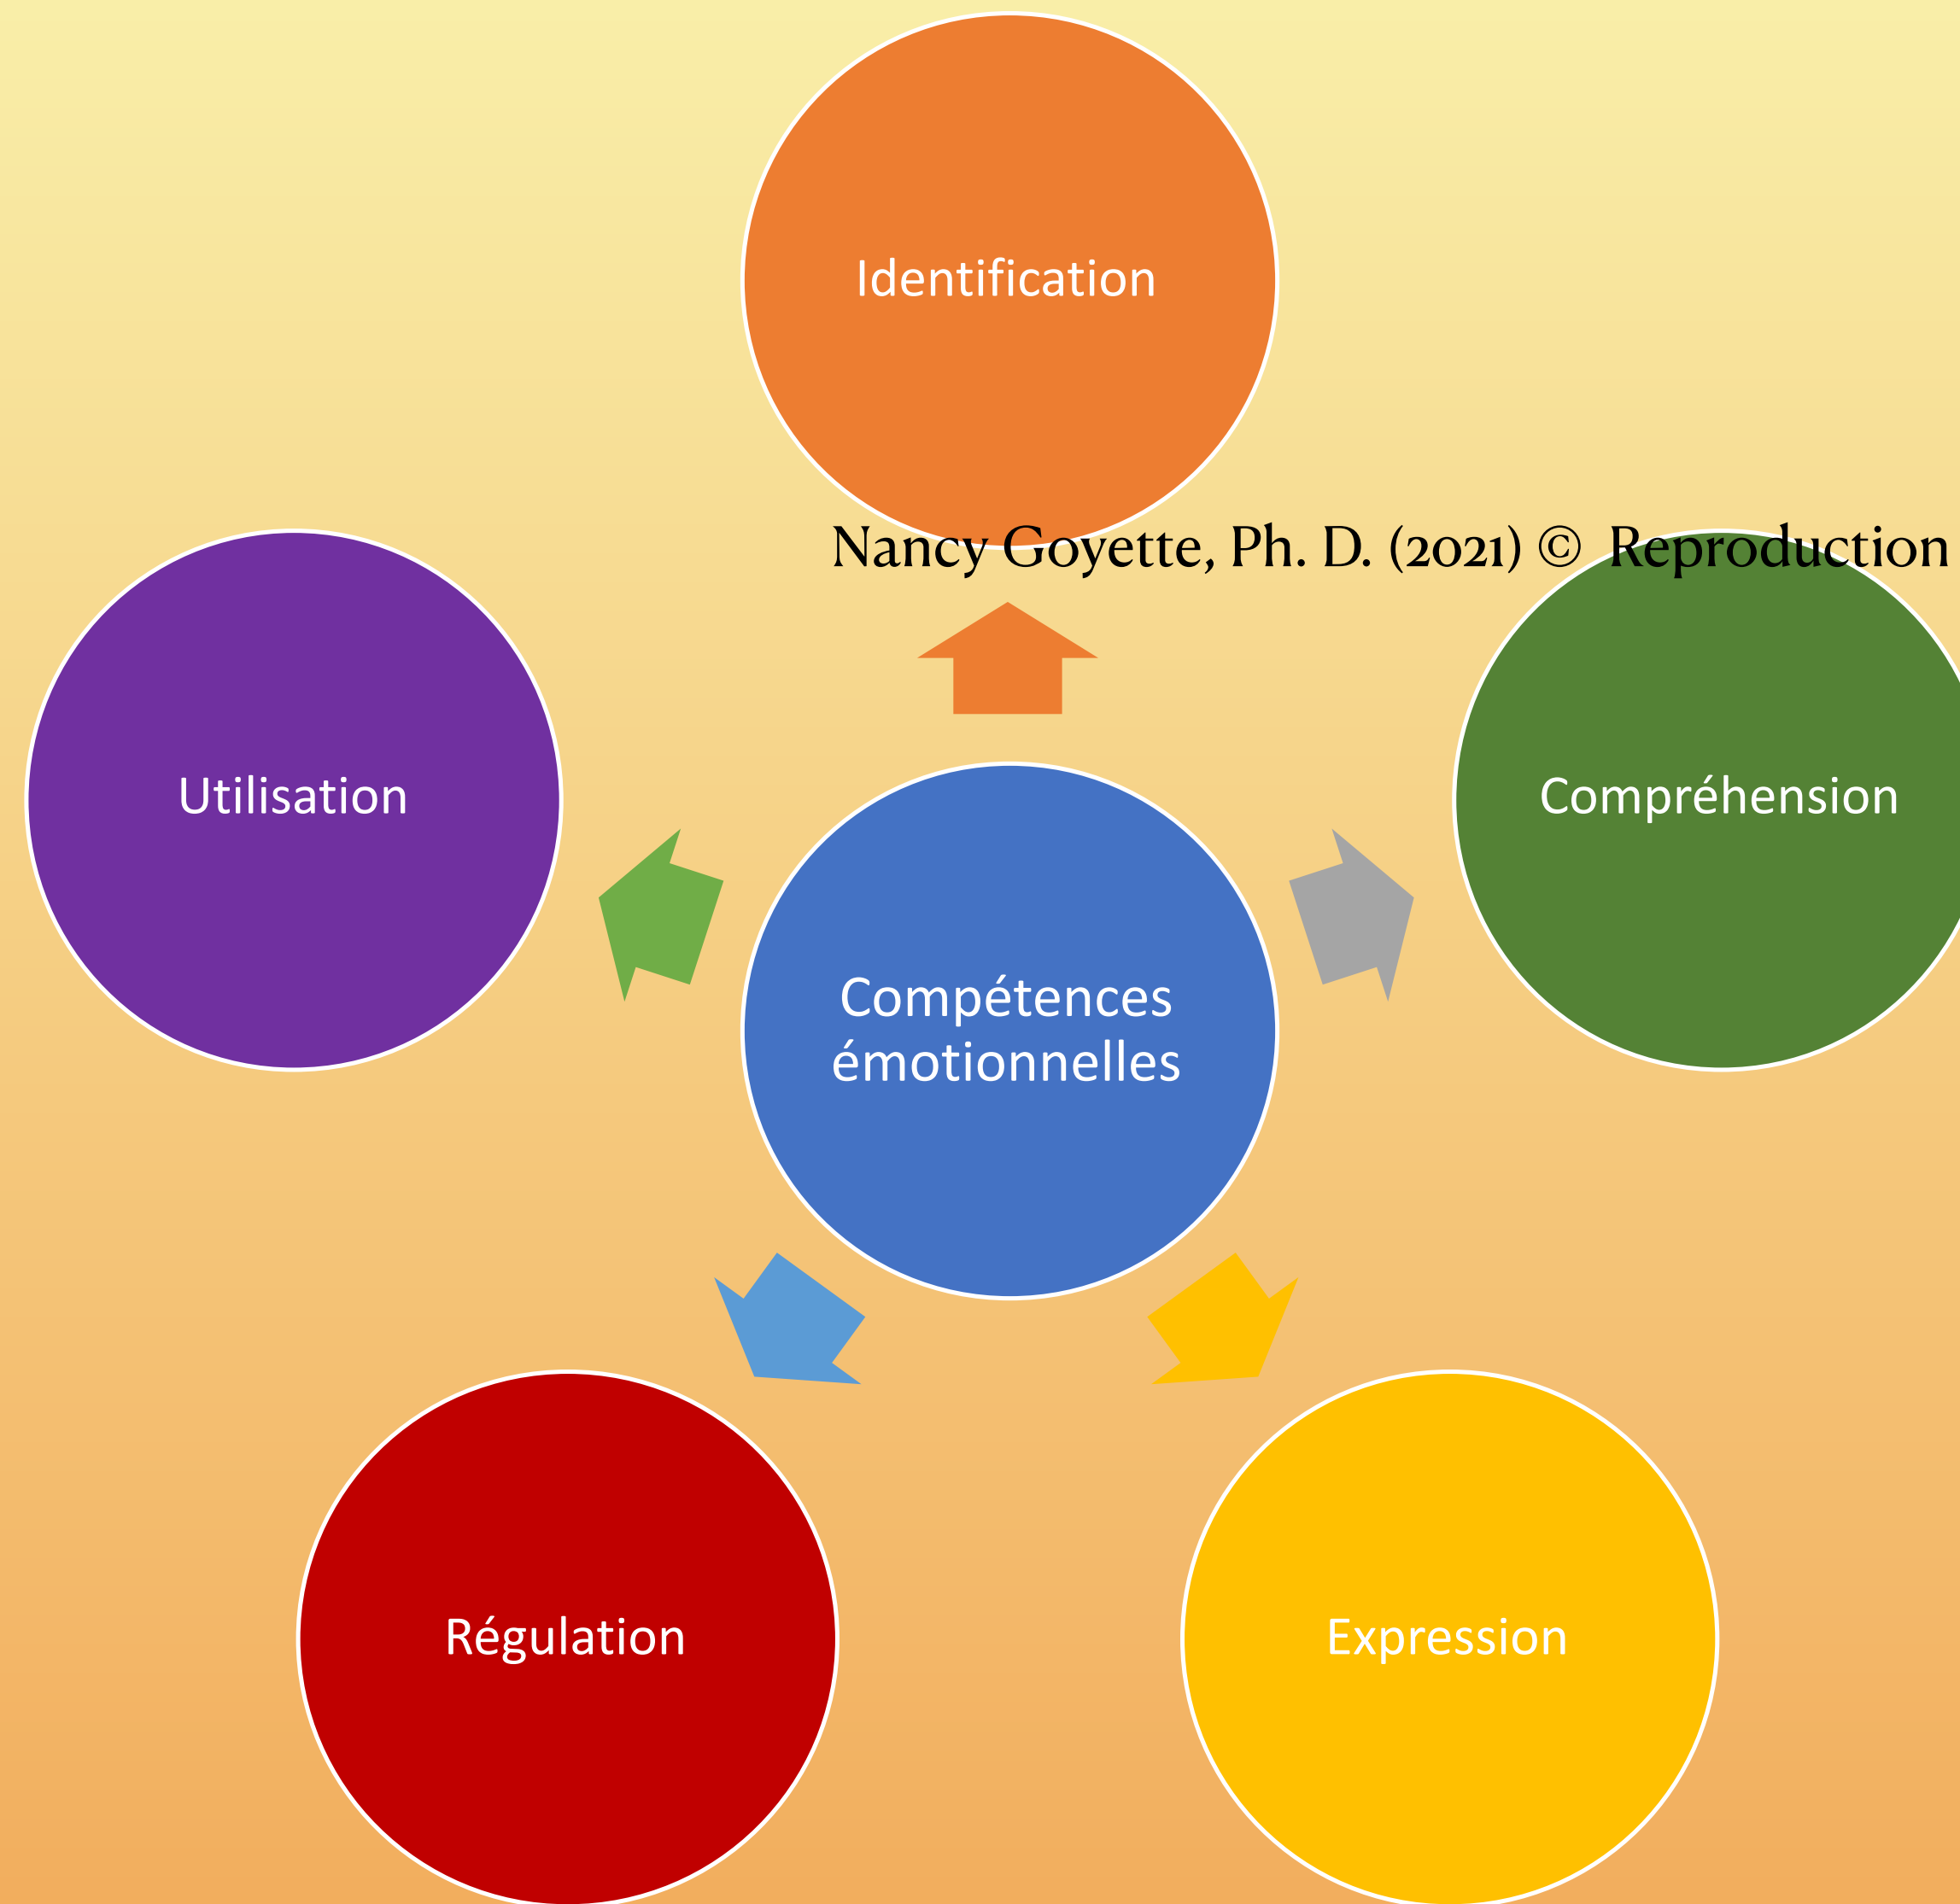 Identification
Nancy Goyette, Ph. D. (2021) © Reproduction
Utilisation
Compréhension
Compétences
émotionnelles
Régulation
Expression